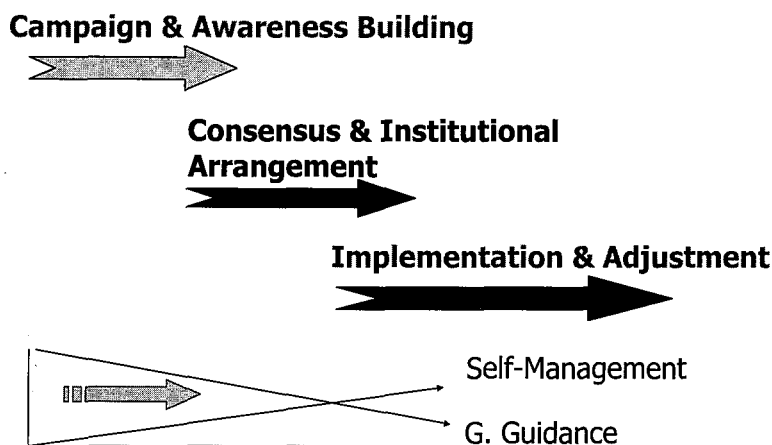 Campaign & Awareness Building
Consensus & Institutional
Arrangement
Implementation & Adjustment
Self-Management
G. Guidance